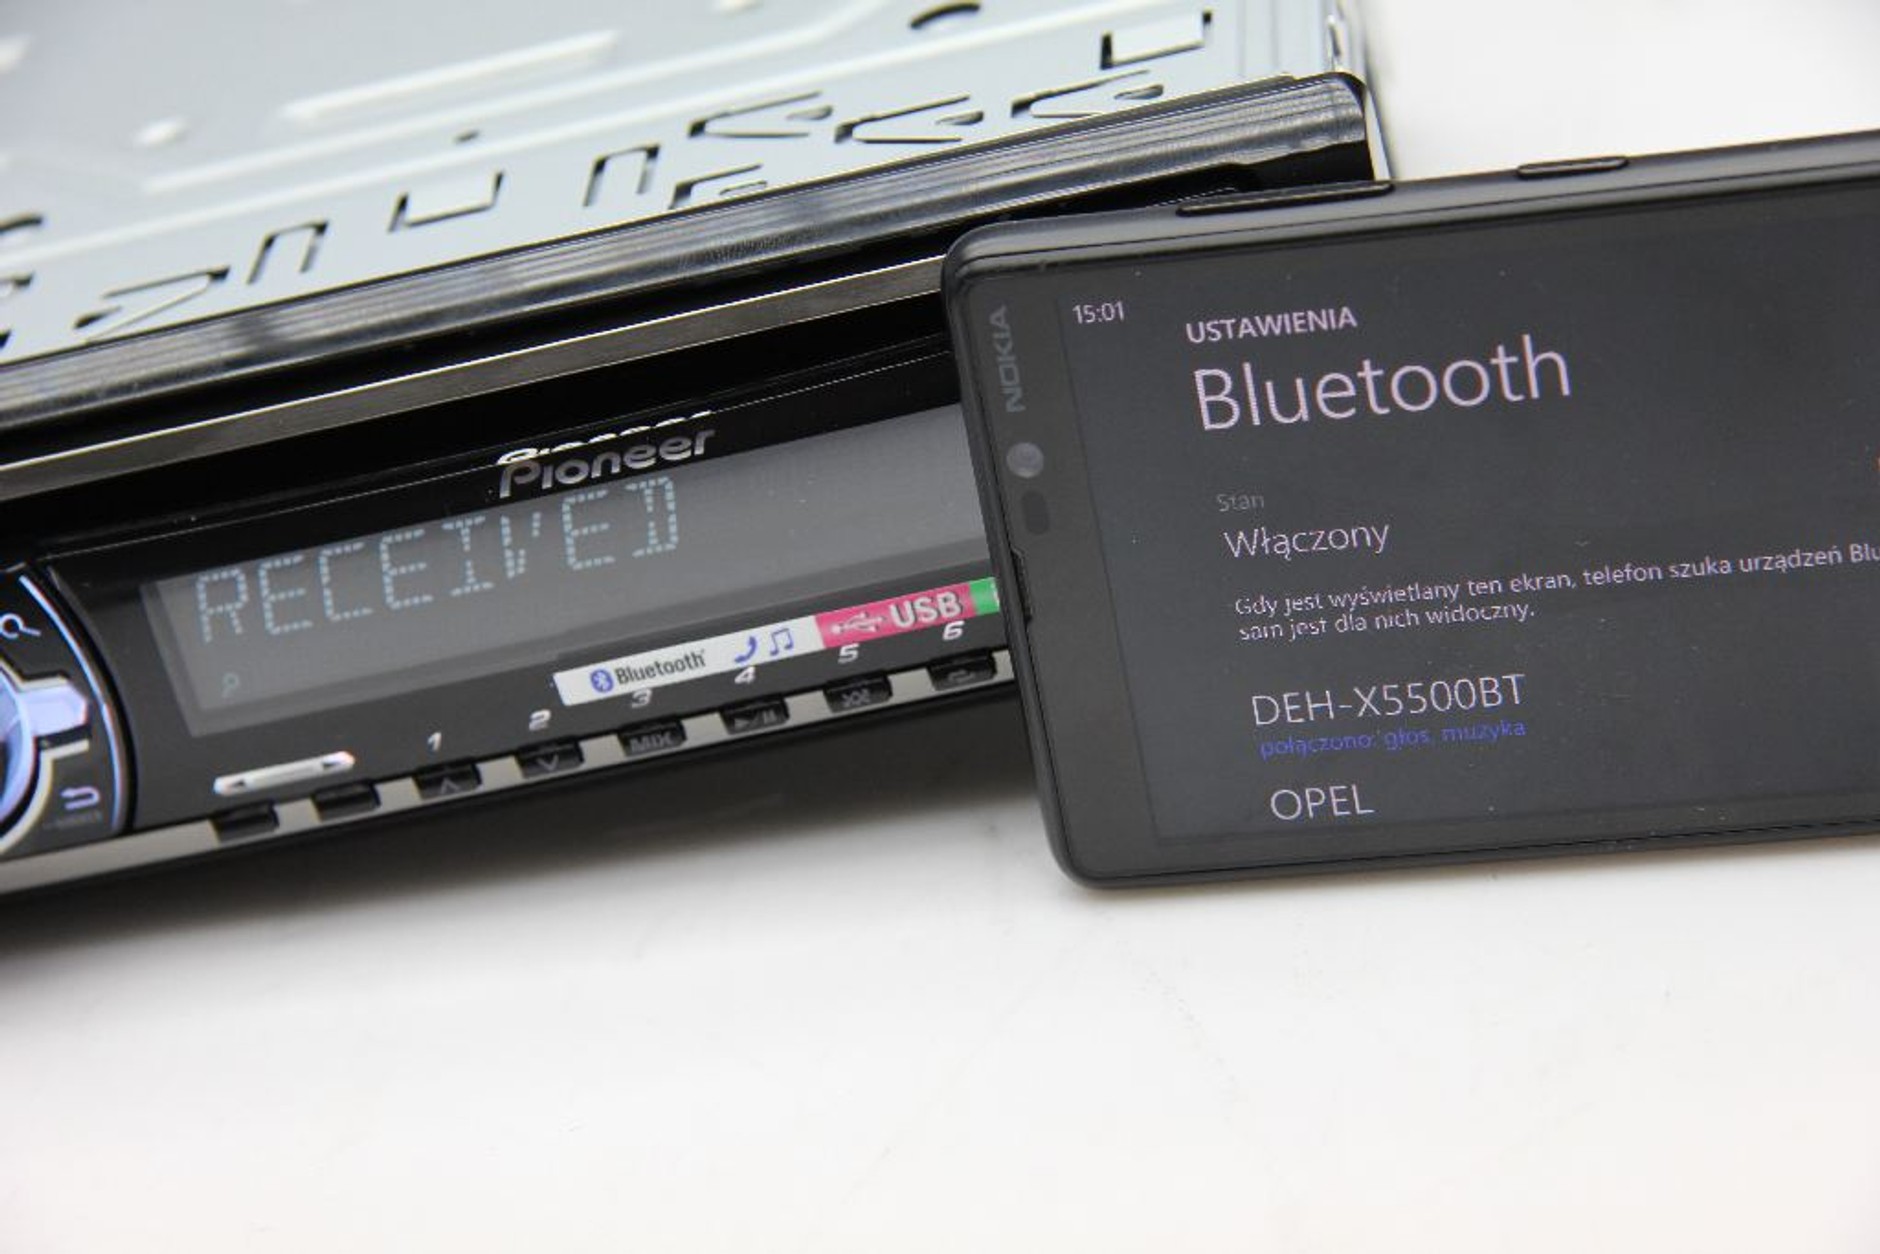 Pioneer
RECEIVED
Bluetooth
USB
1 2 3 4 5 6
MIX
NOKIA
15:01
USTAWIENIA
Bluetooth
Stan
Włączony
Gdy jest wyświetlany ten ekran, telefon szuka urządzeń Blu
sam jest dla nich widoczny.
DEH-X5500BT
połączono: głos, muzyka
OPEL